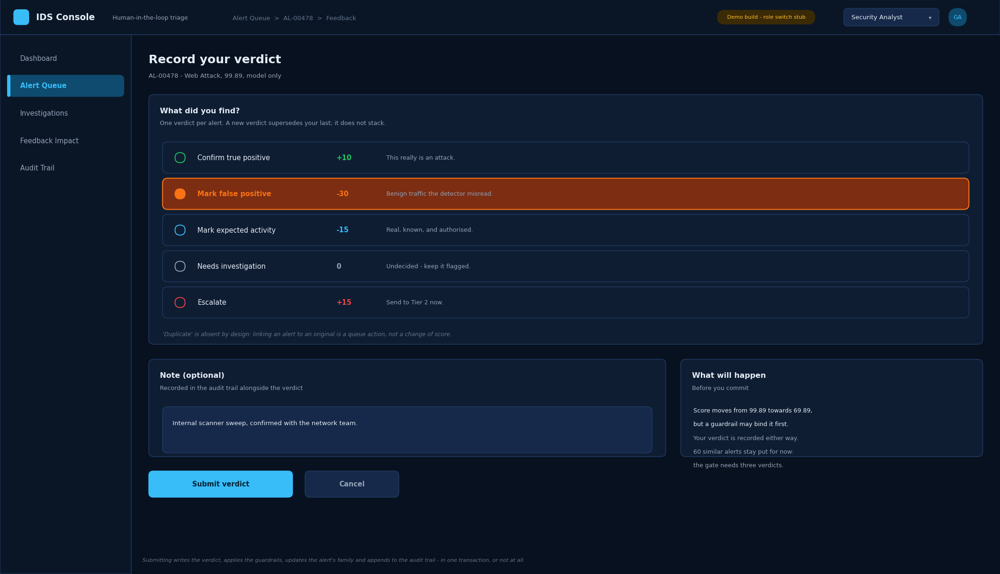 IDS Console
Human-in-the-loop triage
Alert Queue > AL-00478 > Feedback
Demo build - role switch stub
Security Analyst ▾
GA
Dashboard
Alert Queue
Investigations
Feedback Impact
Audit Trail
Record your verdict
AL-00478 - Web Attack, 99.89, model only
What did you find?
One verdict per alert. A new verdict supersedes your last; it does not stack.
Confirm true positive +10 This really is an attack.
Mark false positive -30 Benign traffic the detector misread.
Mark expected activity -15 Real, known, and authorised.
Needs investigation 0 Undecided - keep it flagged.
Escalate +15 Send to Tier 2 now.
'Duplicate' is absent by design: linking an alert to an original is a queue action, not a change of score.
Note (optional)
Recorded in the audit trail alongside the verdict
Internal scanner sweep, confirmed with the network team.
What will happen
Before you commit
Score moves from 99.89 towards 69.89,
but a guardrail may bind it first.
Your verdict is recorded either way.
60 similar alerts stay put for now:
the gate needs three verdicts.
Submit verdict
Cancel
Submitting writes the verdict, applies the guardrails, updates the alert's family and appends to the audit trail - in one transaction, or not at all.